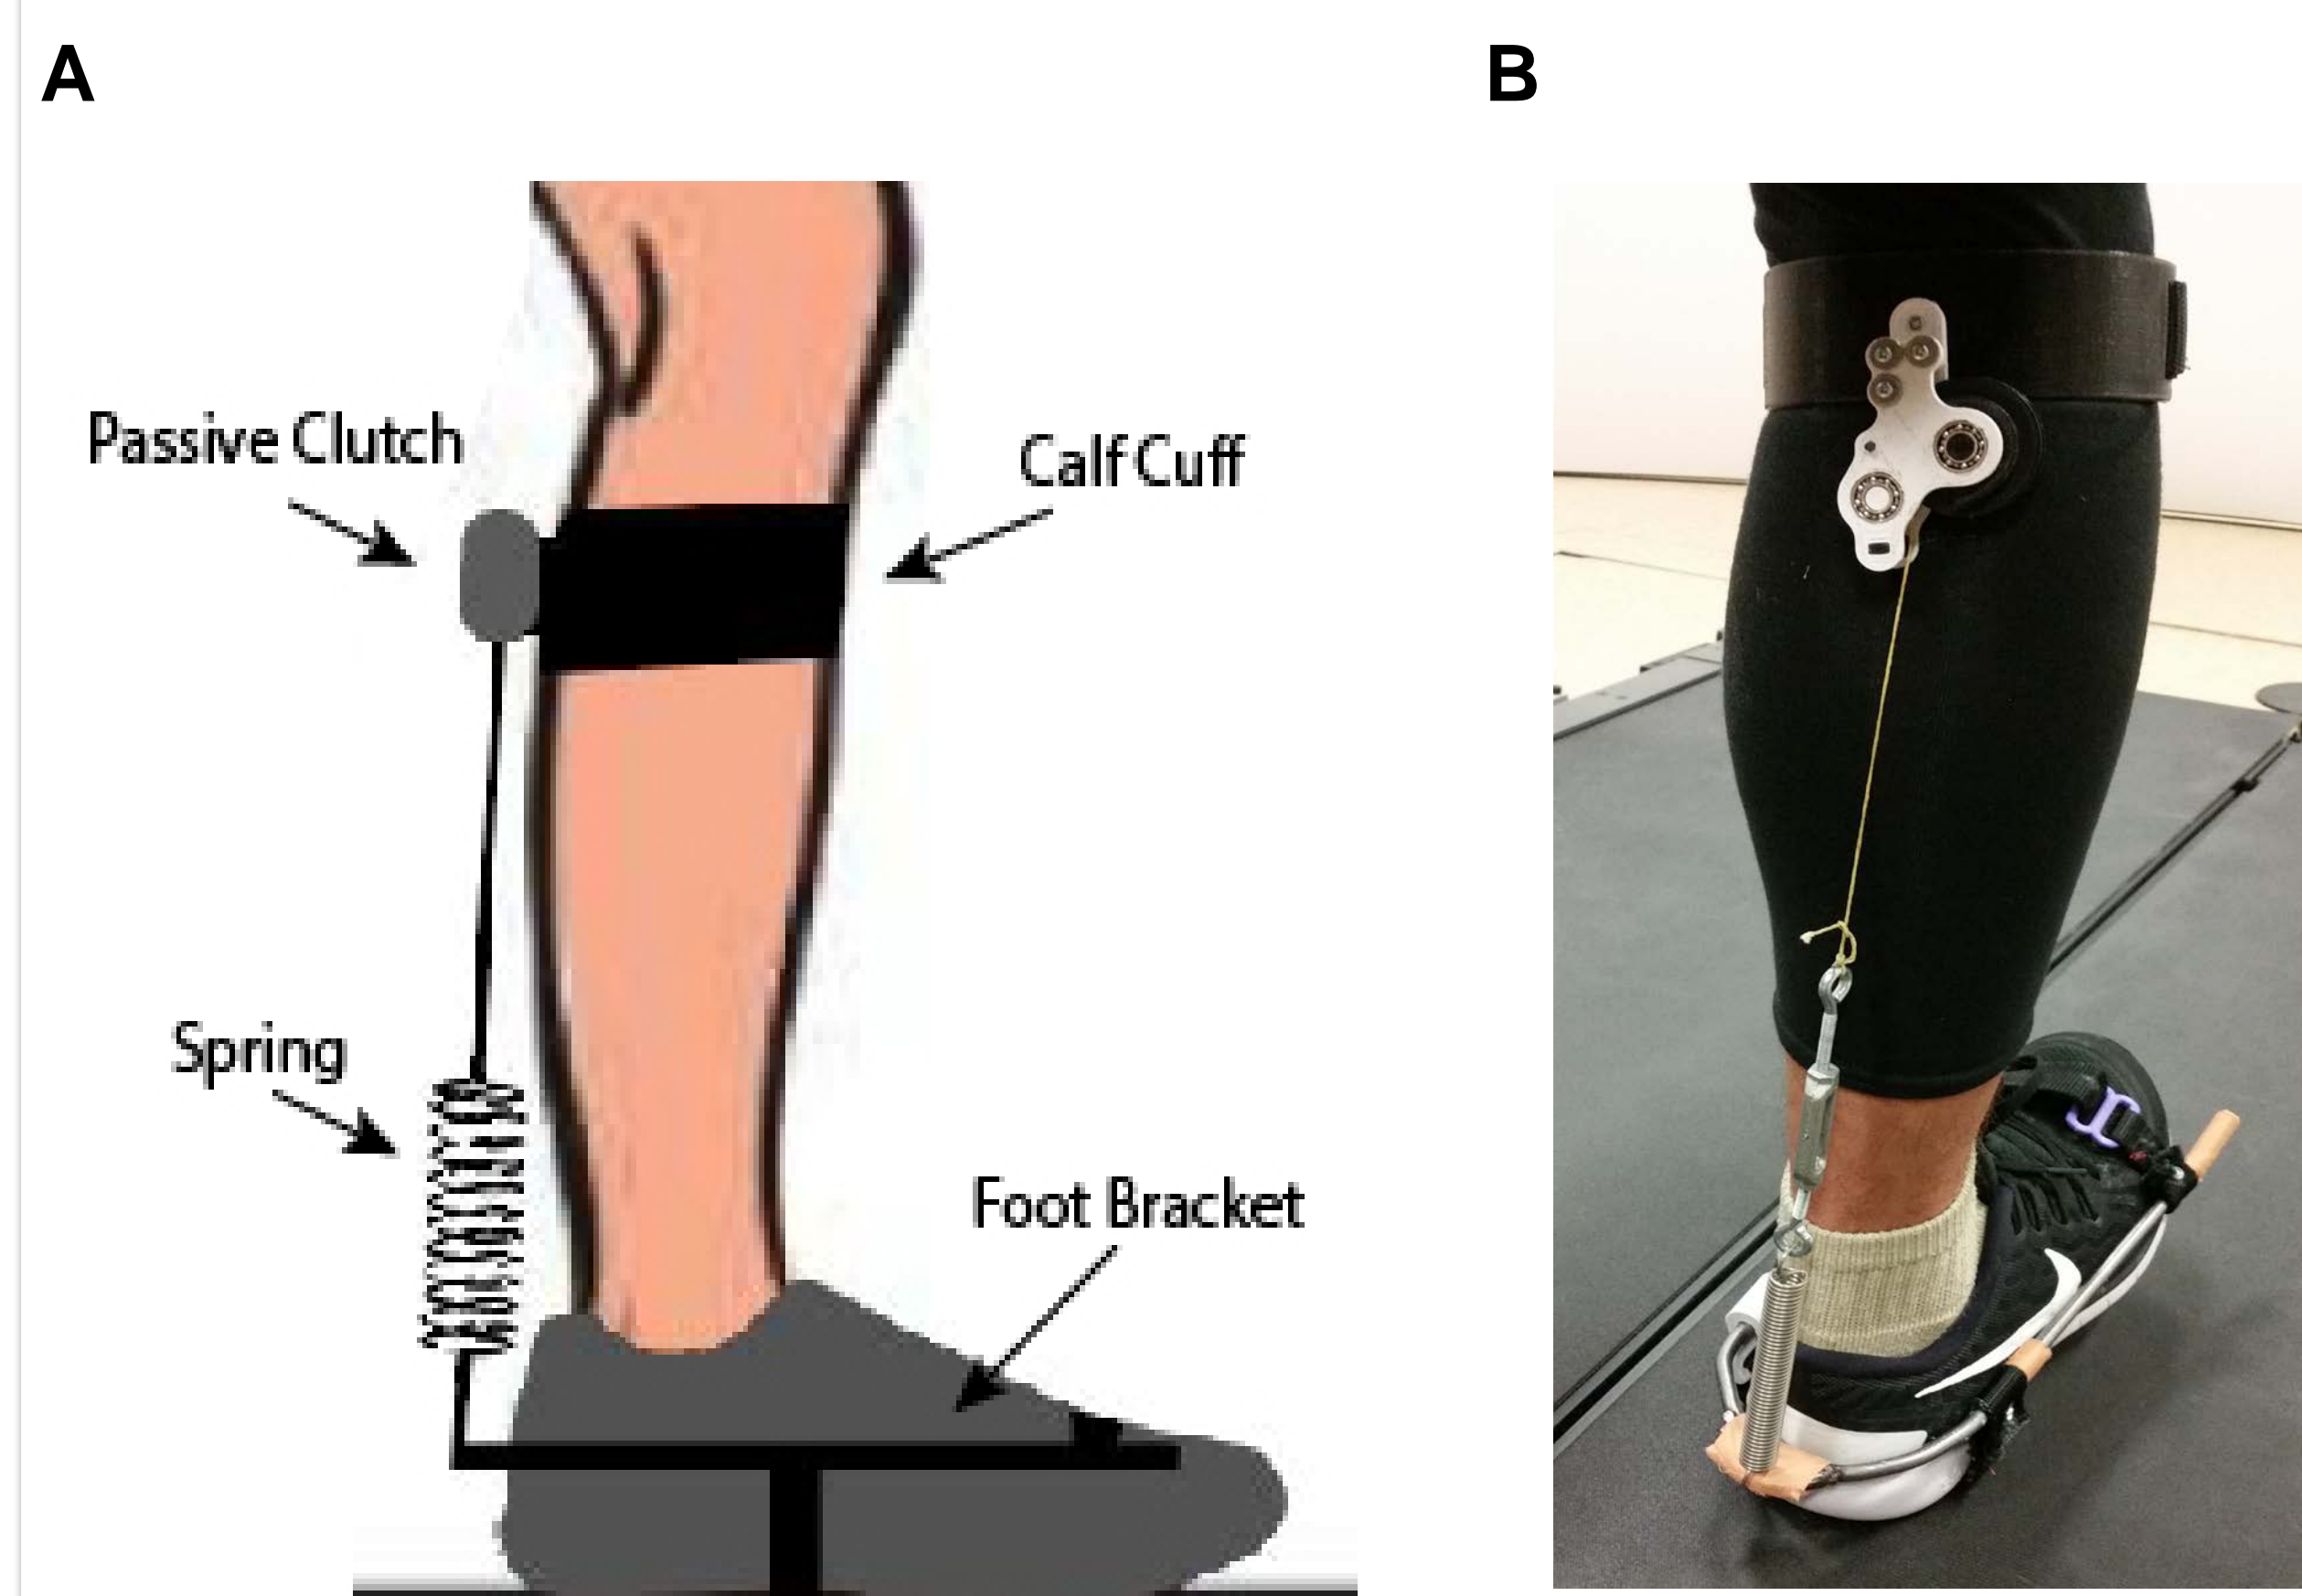 A
B
Passive Clutch
Calf Cuff
Spring
Foot Bracket